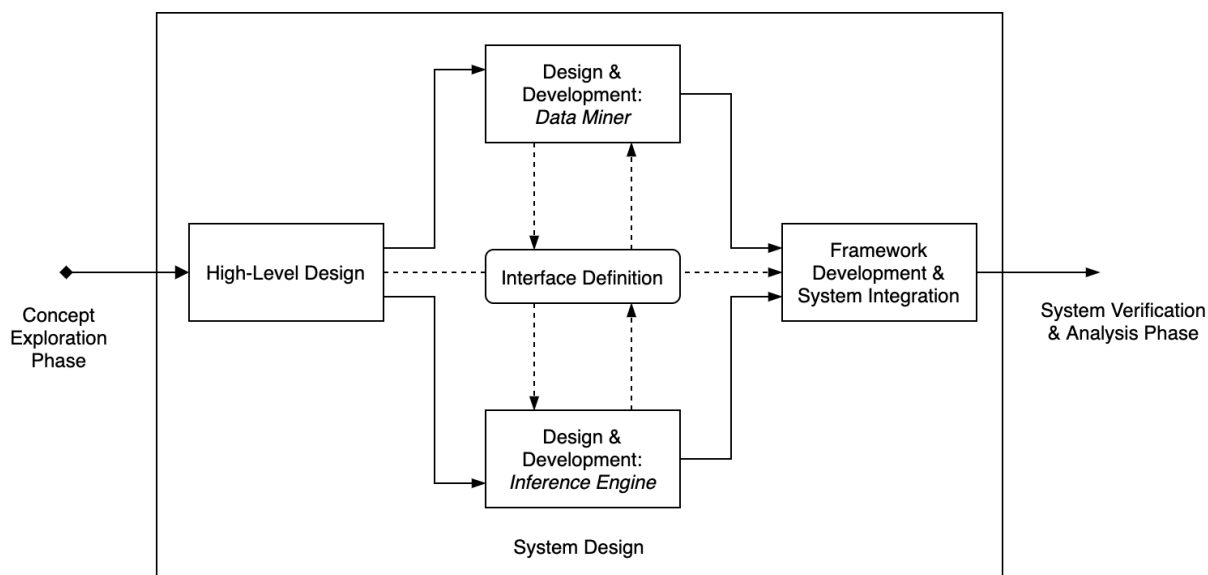 Design &
Development:
Data Miner
High-Level Design
Interface Definition
Framework
Development &
System Integration
Concept
Exploration
Phase
System Verification
& Analysis Phase
Design &
Development:
Inference Engine
System Design